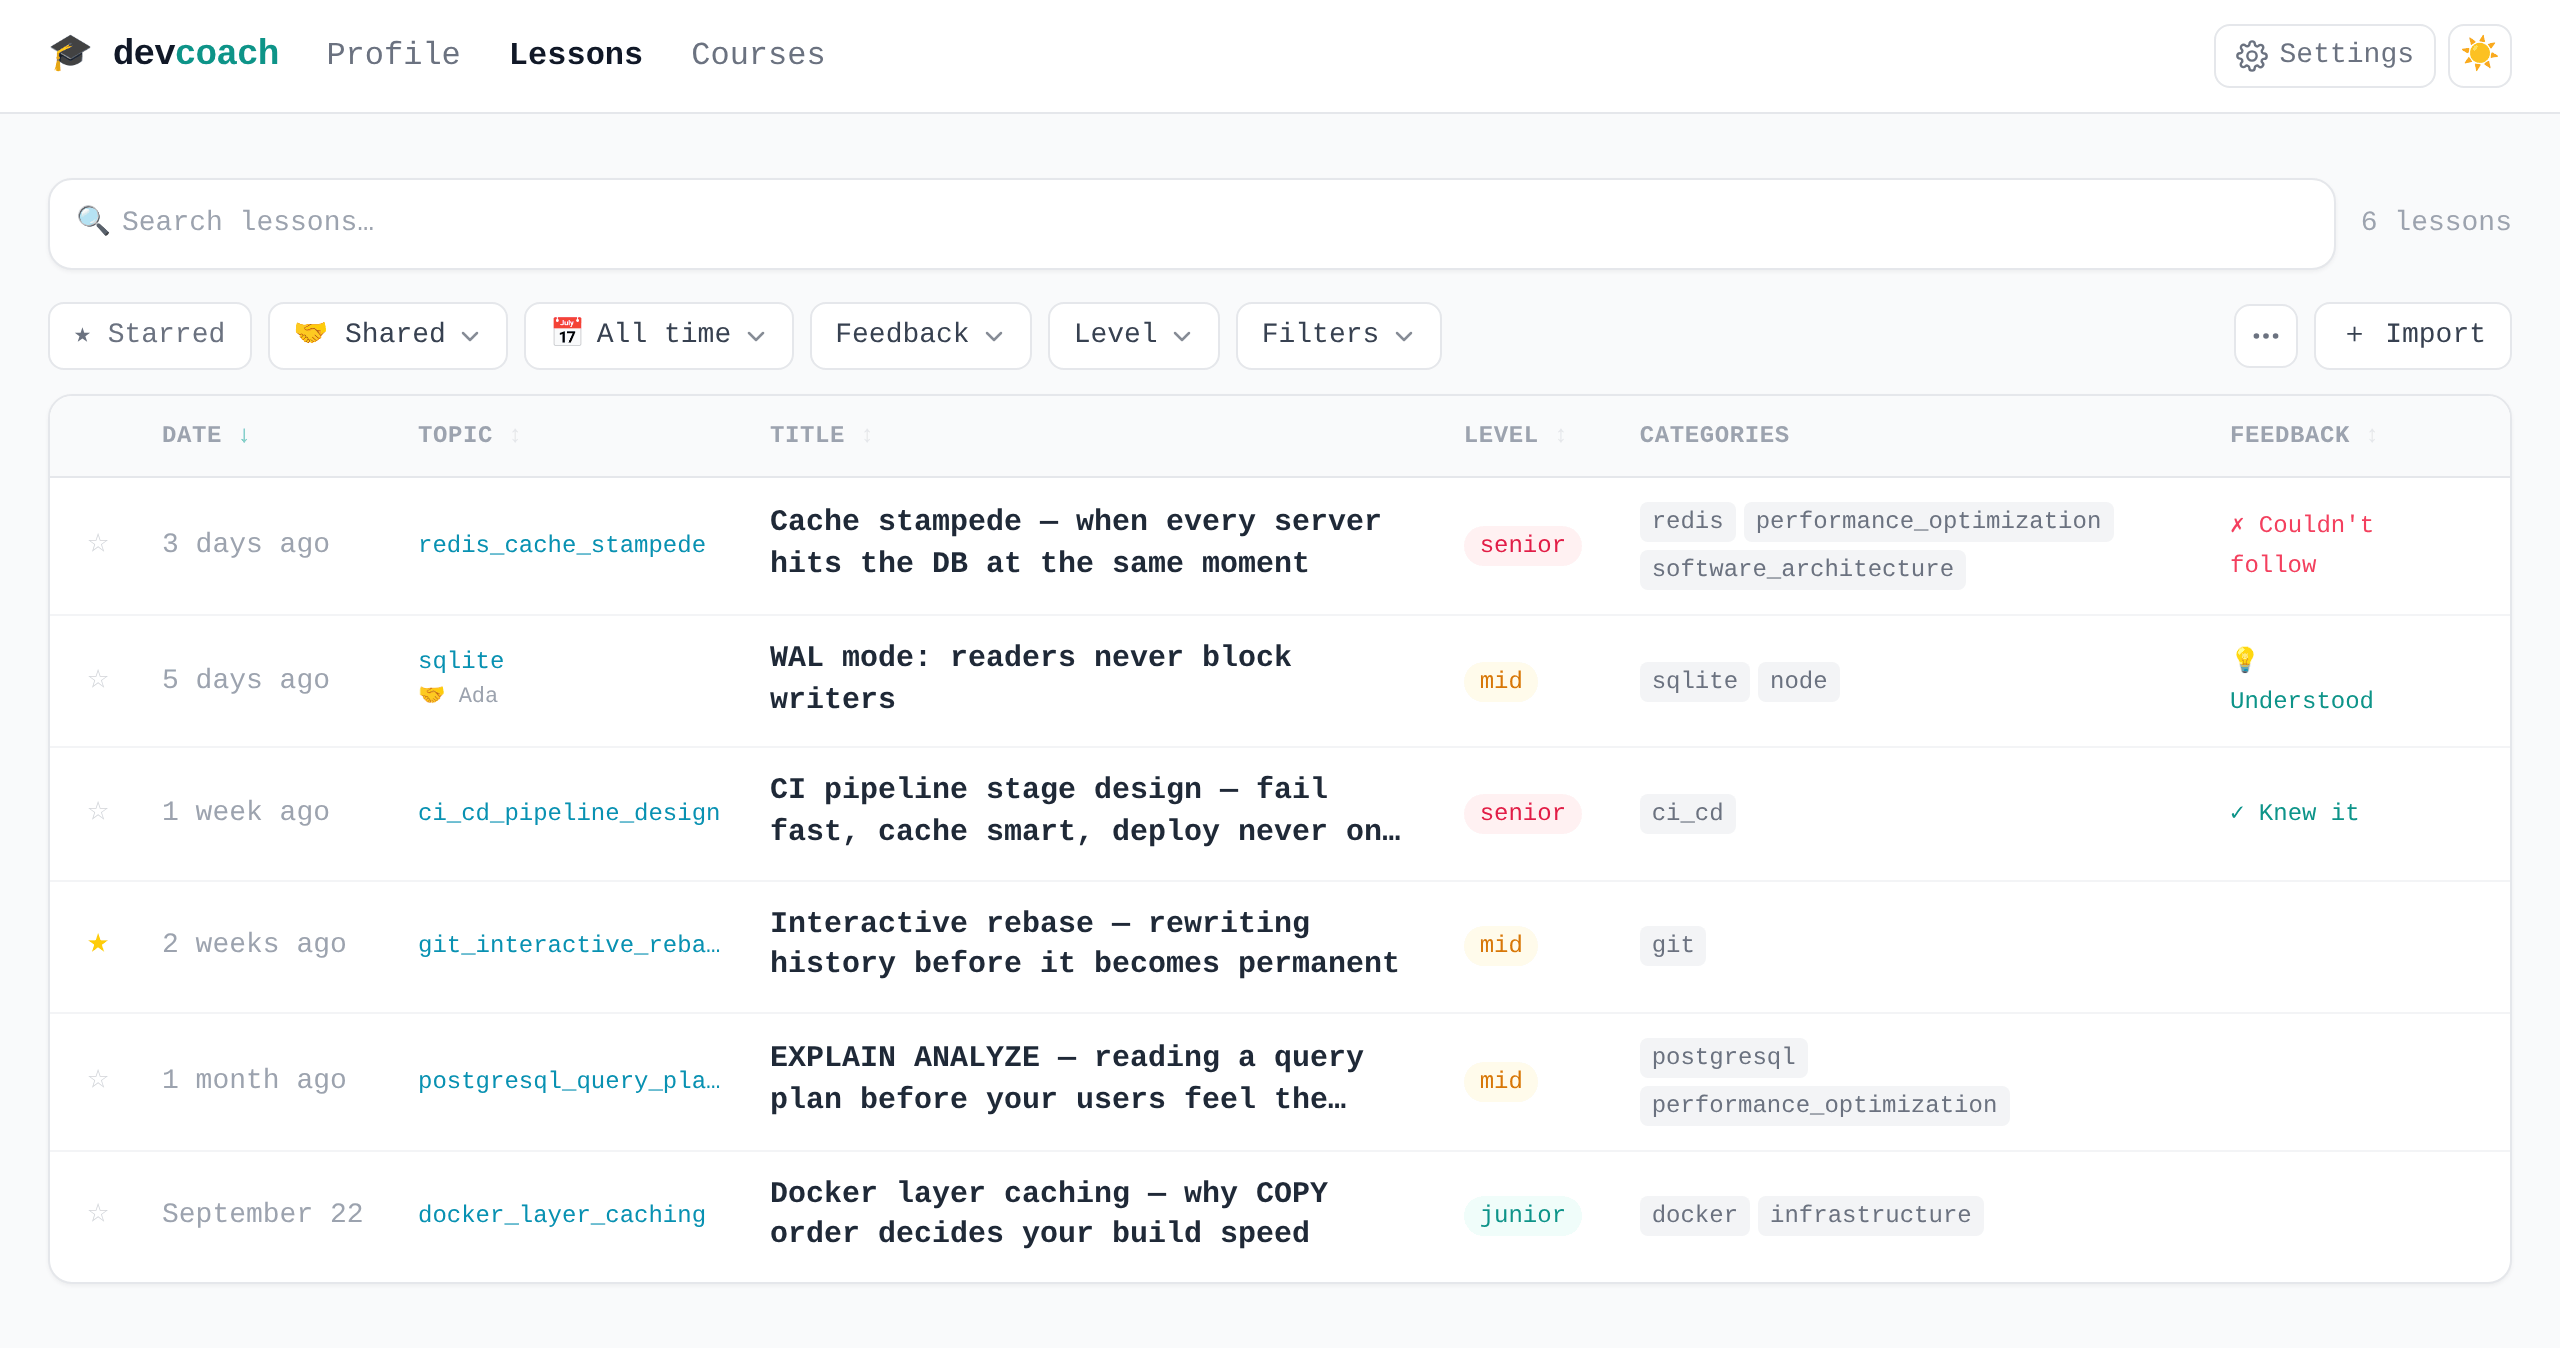 🎓 devcoach Profile Lessons Courses Settings ☀️
🔍 Search lessons… 6 lessons
★ Starred 🤝 Shared 📅 All time Feedback Level Filters ••• + Import
DATE ↓ TOPIC ↕ TITLE ↕ LEVEL ↕ CATEGORIES FEEDBACK ↕
☆ 3 days ago redis_cache_stampede Cache stampede — when every server senior redis performance_optimization ✗ Couldn't
hits the DB at the same moment software_architecture follow
☆ 5 days ago sqlite WAL mode: readers never block mid sqlite node 💡
🤝 Ada writers Understood
☆ 1 week ago ci_cd_pipeline_design CI pipeline stage design — fail senior ci_cd ✓ Knew it
fast, cache smart, deploy never on…
★ 2 weeks ago git_interactive_reba… Interactive rebase — rewriting mid git
history before it becomes permanent
☆ 1 month ago postgresql_query_pla… EXPLAIN ANALYZE — reading a query mid postgresql
plan before your users feel the… performance_optimization
☆ September 22 docker_layer_caching Docker layer caching — why COPY junior docker infrastructure
order decides your build speed